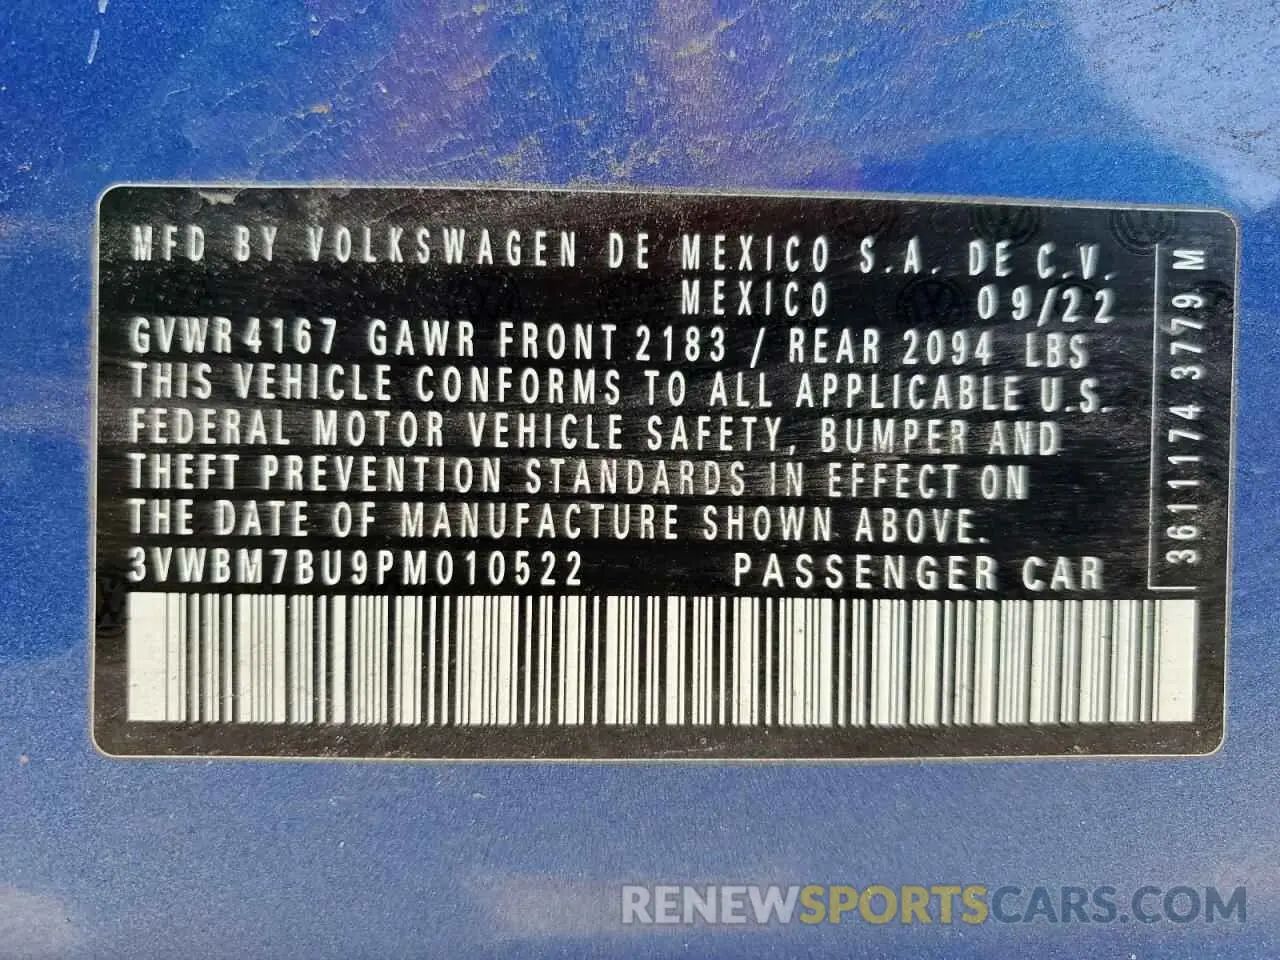 MFD BY VOLKSWAGEN DE MEXICO S.A. DE C.V.
MEXICO 09/22
GVWR 4167 GAWR FRONT 2183 / REAR 2094 LBS
THIS VEHICLE CONFORMS TO ALL APPLICABLE U.S.
FEDERAL MOTOR VEHICLE SAFETY, BUMPER AND
THEFT PREVENTION STANDARDS IN EFFECT ON
THE DATE OF MANUFACTURE SHOWN ABOVE.
3VWBM7BU9PM010522 PASSENGER CAR
3611174 3779 M
RENEWSPORTSCARS.COM